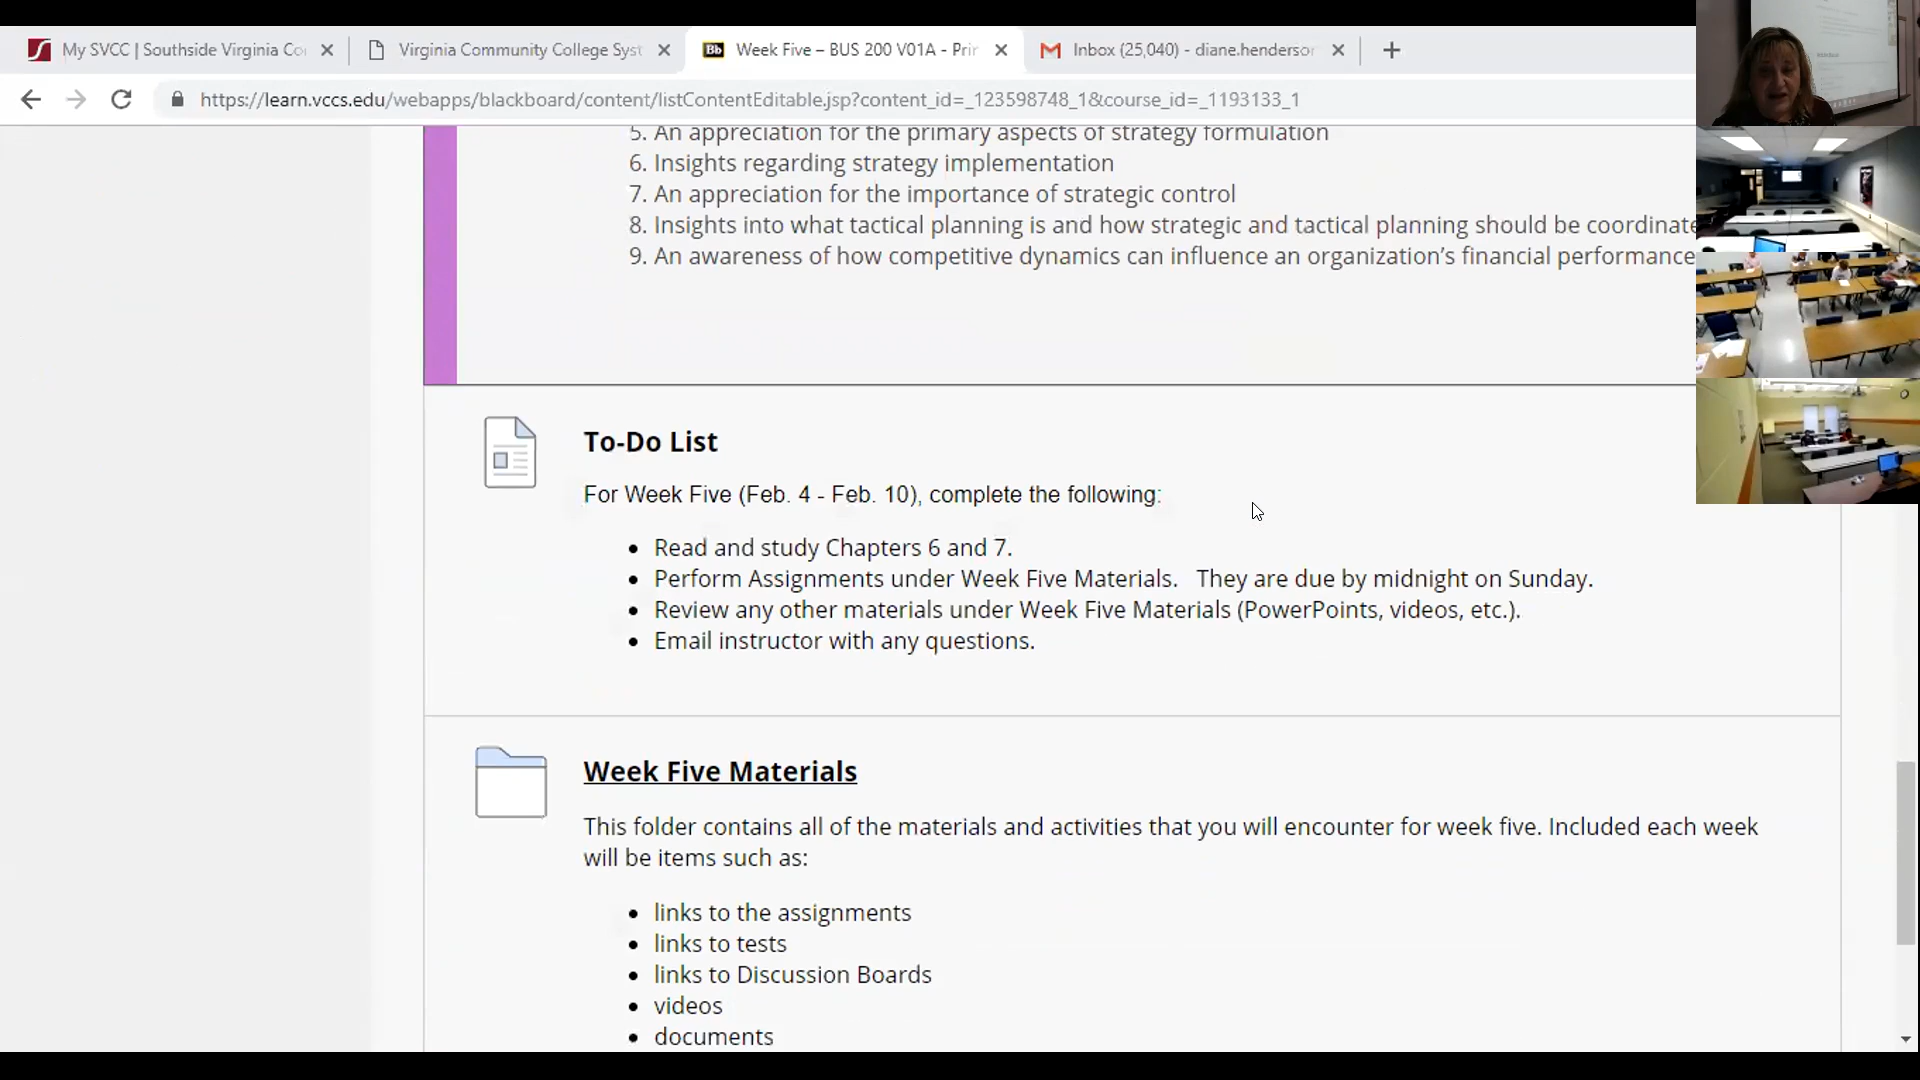 My SVCC | Southside Virginia Co
Virginia Community College Syst
Bb
Week Five – BUS 200 V01A - Prin
Inbox (25,040) - diane.henderson
https://learn.vccs.edu/webapps/blackboard/content/listContentEditable.jsp?content_id=_123598748_1&course_id=_1193133_1
5. An appreciation for the primary aspects of strategy formulation
6. Insights regarding strategy implementation
7. An appreciation for the importance of strategic control
8. Insights into what tactical planning is and how strategic and tactical planning should be coordinate
9. An awareness of how competitive dynamics can influence an organization's financial performance
To-Do List
For Week Five (Feb. 4 - Feb. 10), complete the following:
• Read and study Chapters 6 and 7.
• Perform Assignments under Week Five Materials. They are due by midnight on Sunday.
• Review any other materials under Week Five Materials (PowerPoints, videos, etc.).
• Email instructor with any questions.
Week Five Materials
This folder contains all of the materials and activities that you will encounter for week five. Included each week
will be items such as:
• links to the assignments
• links to tests
• links to Discussion Boards
• videos
• documents